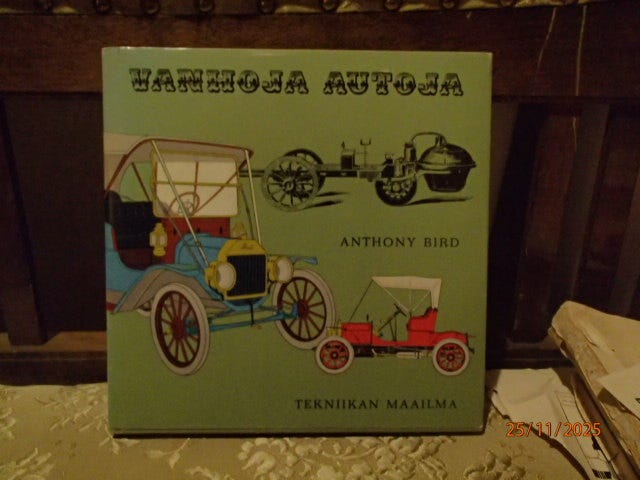 VANHOJA AUTOJA
ANTHONY BIRD
TEKNIIKAN MAAILMA
25/11/2025